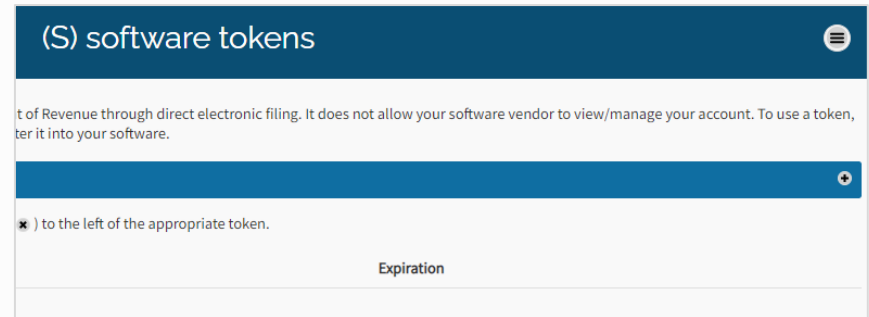 (S) software tokens
t of Revenue through direct electronic filing. It does not allow your software vendor to view/manage your account. To use a token,
ter it into your software.
) to the left of the appropriate token.
Expiration